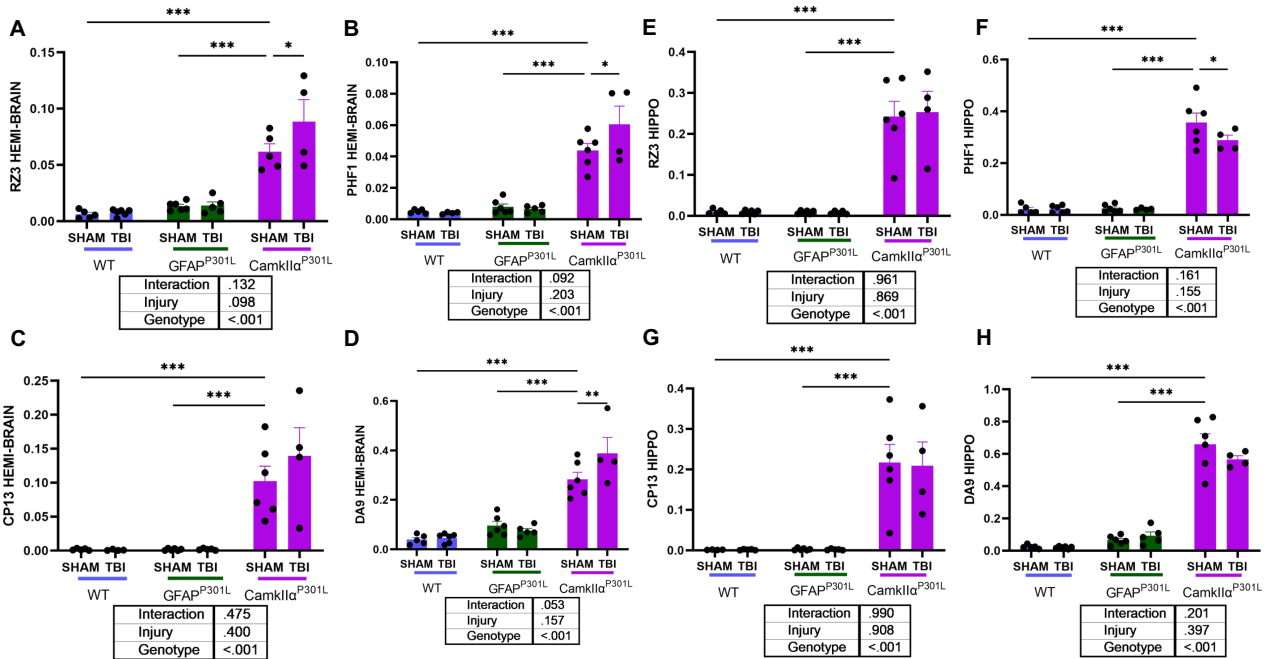 A
***
***
*
RZ3 HEMI-BRAIN
0.15
0.10
0.05
0.00
SHAM TBI SHAM TBI SHAM TBI
WT GFAP^P301L CamkIIα^P301L
Interaction .132
Injury .098
Genotype <.001
B
***
***
*
PHF1 HEMI-BRAIN
0.10
0.08
0.06
0.04
0.02
0.00
SHAM TBI SHAM TBI SHAM TBI
WT GFAP^P301L CamkIIα^P301L
Interaction .092
Injury .203
Genotype <.001
E
***
***
RZ3 HIPPO
0.4
0.3
0.2
0.1
0.0
SHAM TBI SHAM TBI SHAM TBI
WT GFAP^P301L CamkIIα^P301L
Interaction .961
Injury .869
Genotype <.001
F
***
***
*
PHF1 HIPPO
0.6
0.4
0.2
0.0
SHAM TBI SHAM TBI SHAM TBI
WT GFAP^P301L CamkIIα^P301L
Interaction .161
Injury .155
Genotype <.001
C
***
***
CP13 HEMI-BRAIN
0.25
0.20
0.15
0.10
0.05
0.00
SHAM TBI SHAM TBI SHAM TBI
WT GFAP^P301L CamkIIα^P301L
Interaction .475
Injury .400
Genotype <.001
D
***
***
**
DA9 HEMI-BRAIN
0.6
0.4
0.2
0.0
SHAM TBI SHAM TBI SHAM TBI
WT GFAP^P301L CamkIIα^P301L
Interaction .053
Injury .157
Genotype <.001
G
***
***
CP13 HIPPO
0.4
0.3
0.2
0.1
0.0
SHAM TBI SHAM TBI SHAM TBI
WT GFAP^P301L CamkIIα^P301L
Interaction .990
Injury .908
Genotype <.001
H
***
***
DA9 HIPPO
1.0
0.8
0.6
0.4
0.2
0.0
SHAM TBI SHAM TBI SHAM TBI
WT GFAP^P301L CamkIIα^P301L
Interaction .201
Injury .397
Genotype <.001